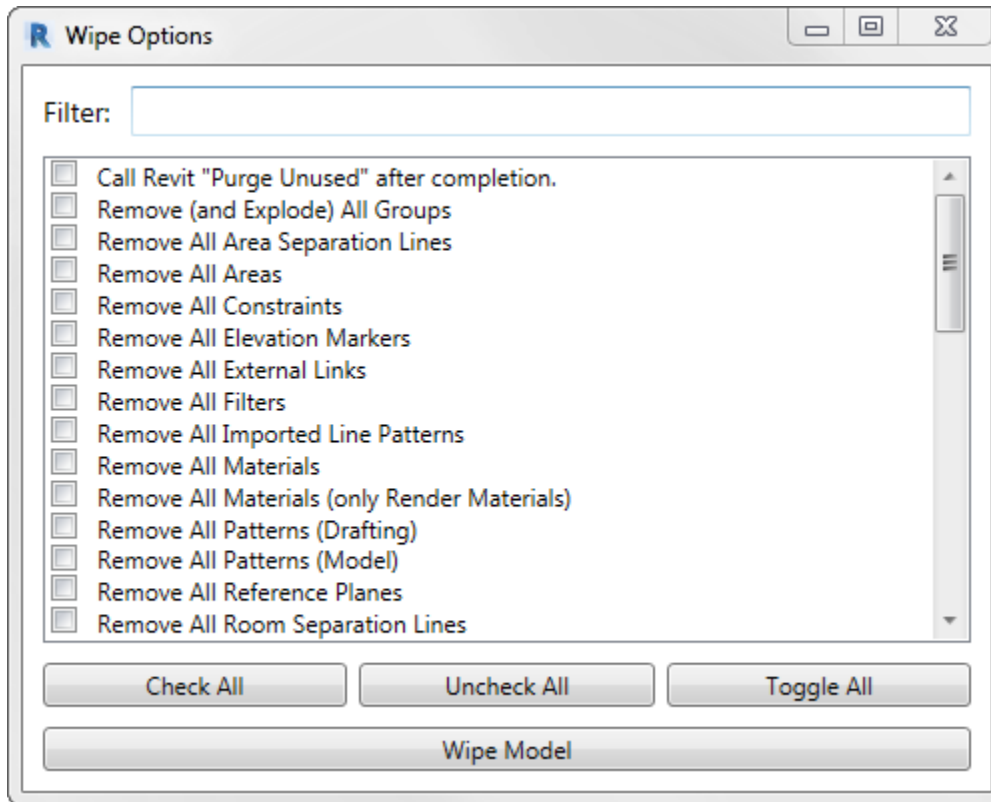 R Wipe Options
Filter:
Call Revit "Purge Unused" after completion.
Remove (and Explode) All Groups
Remove All Area Separation Lines
Remove All Areas
Remove All Constraints
Remove All Elevation Markers
Remove All External Links
Remove All Filters
Remove All Imported Line Patterns
Remove All Materials
Remove All Materials (only Render Materials)
Remove All Patterns (Drafting)
Remove All Patterns (Model)
Remove All Reference Planes
Remove All Room Separation Lines
Check All Uncheck All Toggle All
Wipe Model